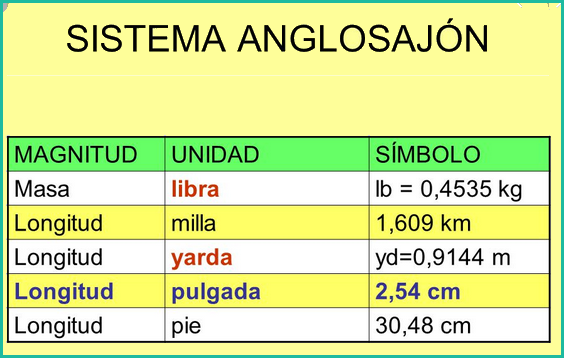 SISTEMA ANGLOSAJÓN
MAGNITUD UNIDAD SÍMBOLO
Masa libra lb = 0,4535 kg
Longitud milla 1,609 km
Longitud yarda yd=0,9144 m
Longitud pulgada 2,54 cm
Longitud pie 30,48 cm